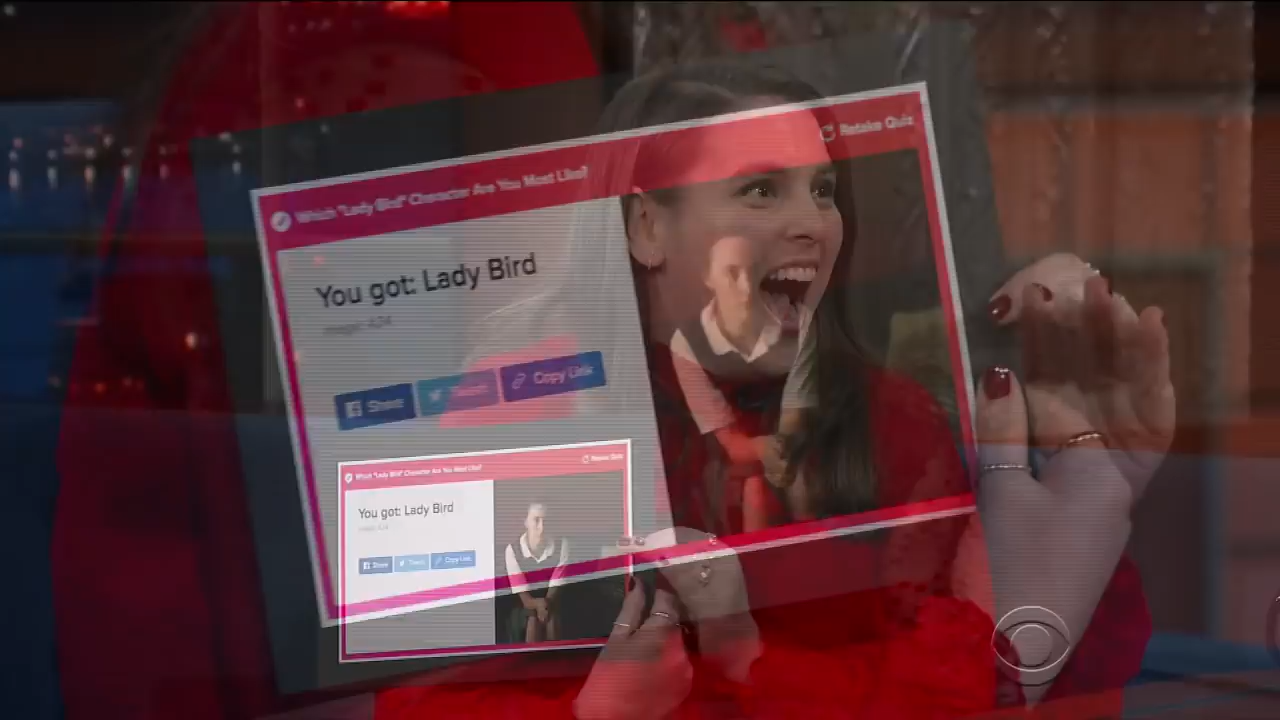 Which "Lady Bird" Character Are You Most Like?
Retake Quiz
You got: Lady Bird
Share
Tweet
Copy Link
Which "Lady Bird" Character Are You Most Like?
Retake Quiz
You got: Lady Bird
Share
Tweet
Copy Link